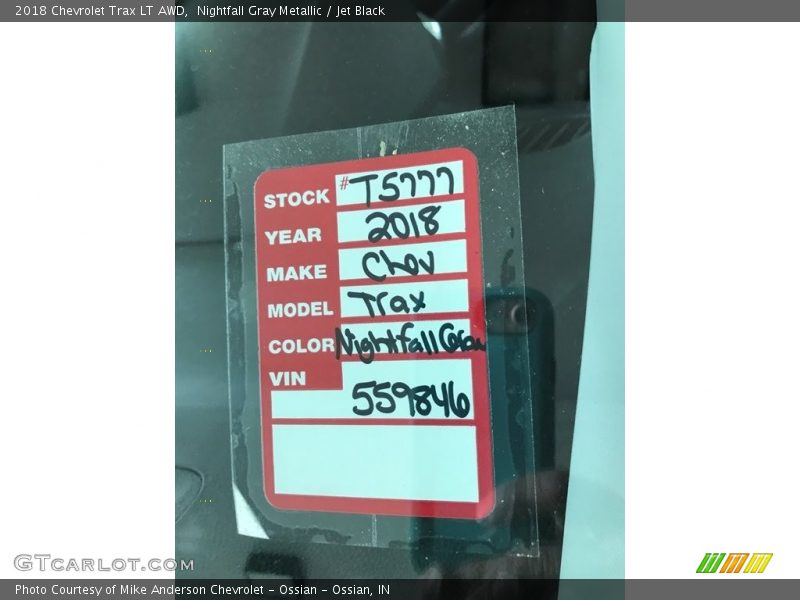 2018 Chevrolet Trax LT AWD, Nightfall Gray Metallic / Jet Black
STOCK #T5777
YEAR 2018
MAKE Chev
MODEL Trax
COLOR Nightfall Gray
VIN
559846
GTCARLOT.COM
Photo Courtesy of Mike Anderson Chevrolet - Ossian - Ossian, IN